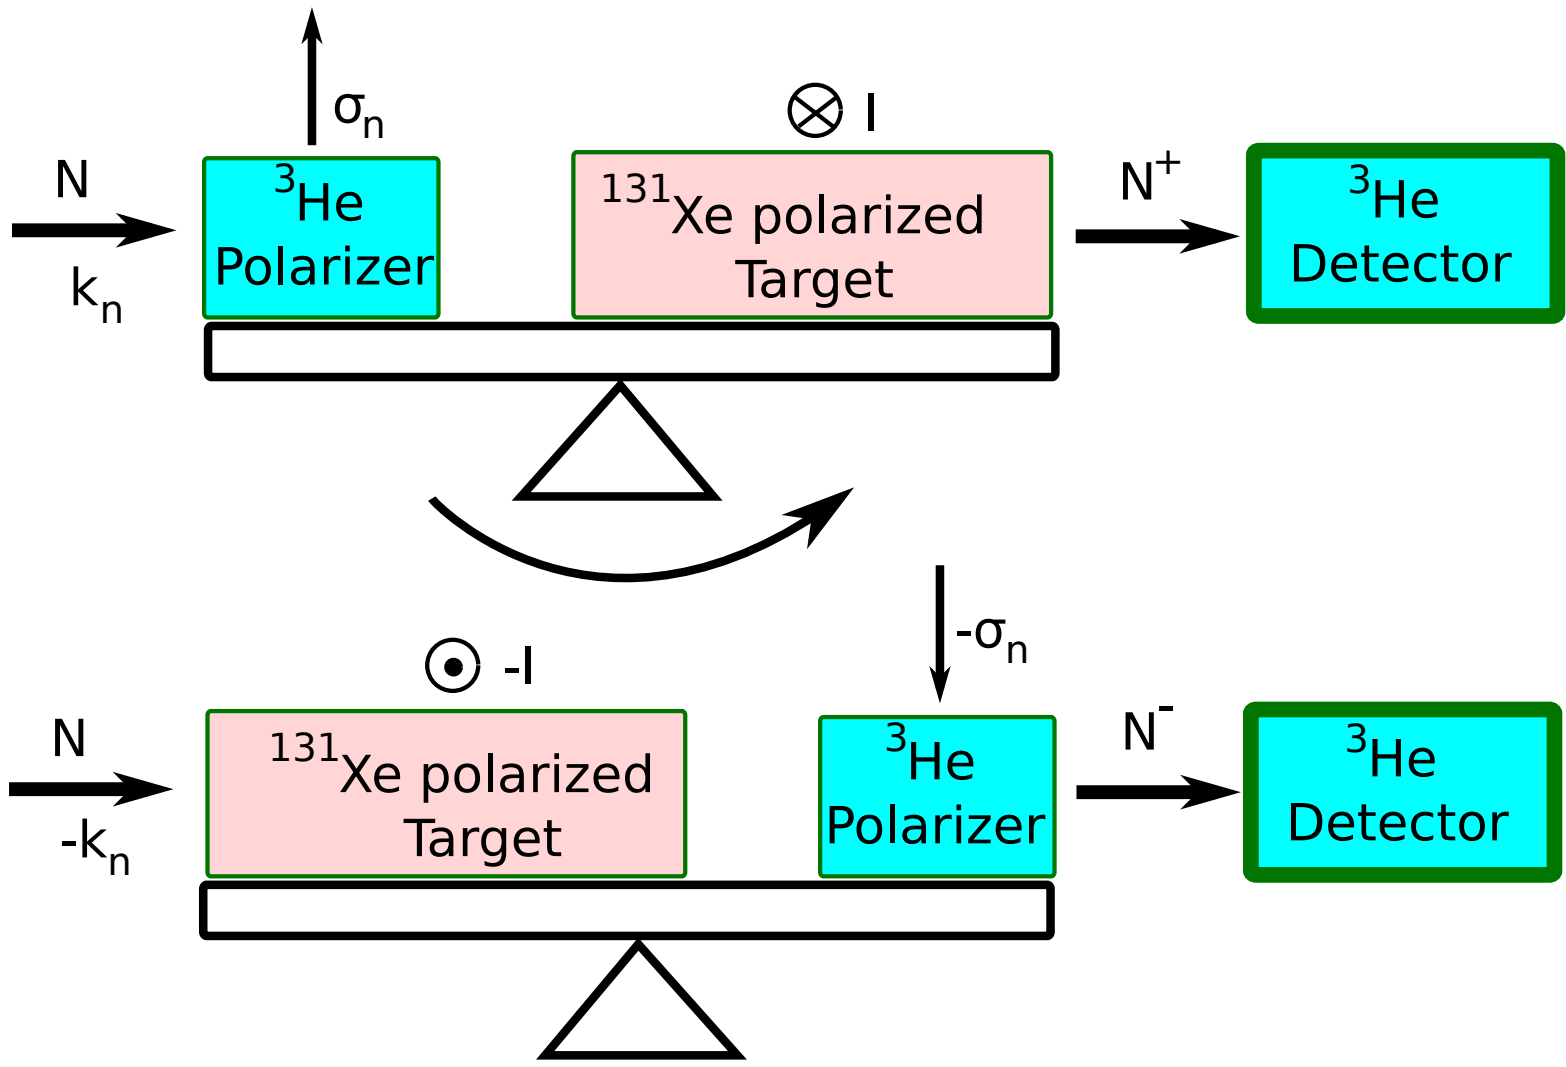 σn
I
N
kn
3He
Polarizer
131Xe polarized
Target
N+
3He
Detector
-σn
-I
N
-kn
131Xe polarized
Target
3He
Polarizer
N-
3He
Detector